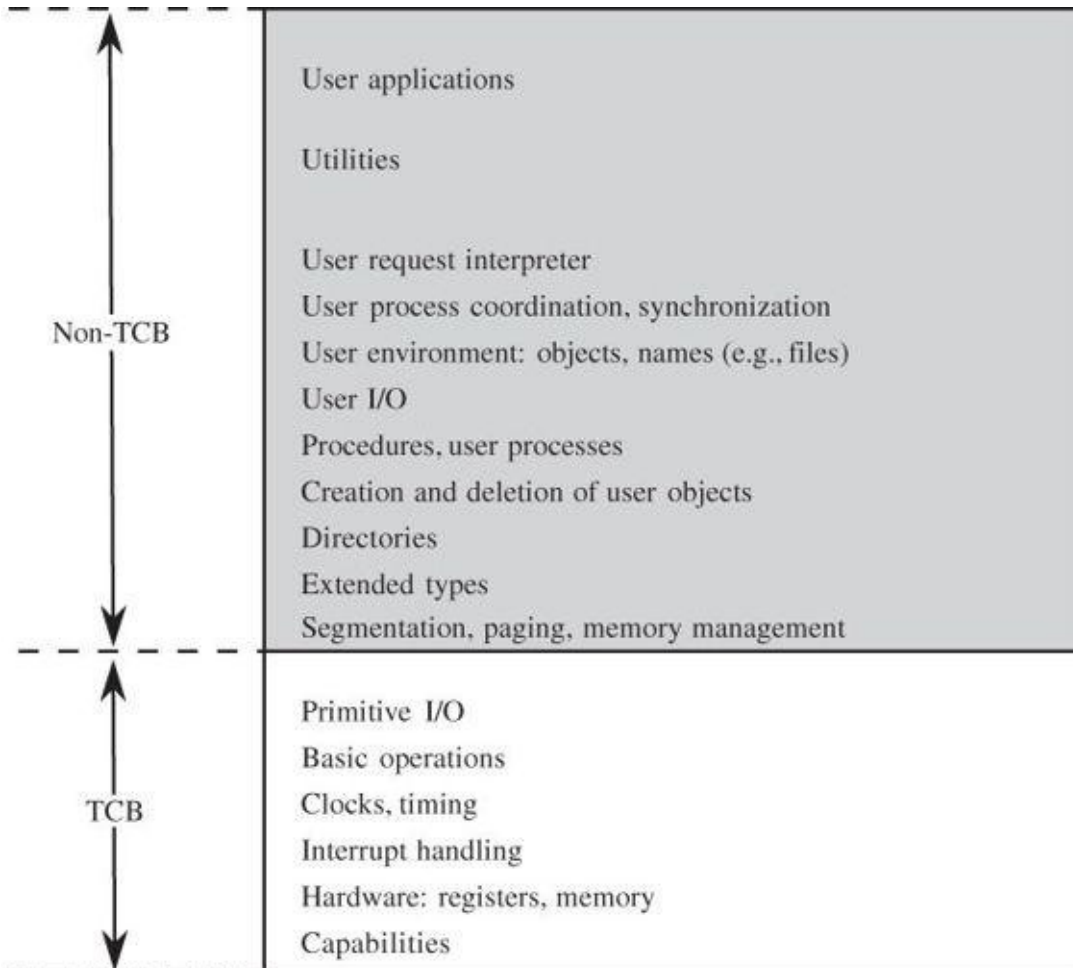 User applications
Utilities
User request interpreter
User process coordination, synchronization
Non-TCB
User environment: objects, names (e.g., files)
User I/O
Procedures, user processes
Creation and deletion of user objects
Directories
Extended types
Segmentation, paging, memory management
Primitive I/O
Basic operations
TCB
Clocks, timing
Interrupt handling
Hardware: registers, memory
Capabilities